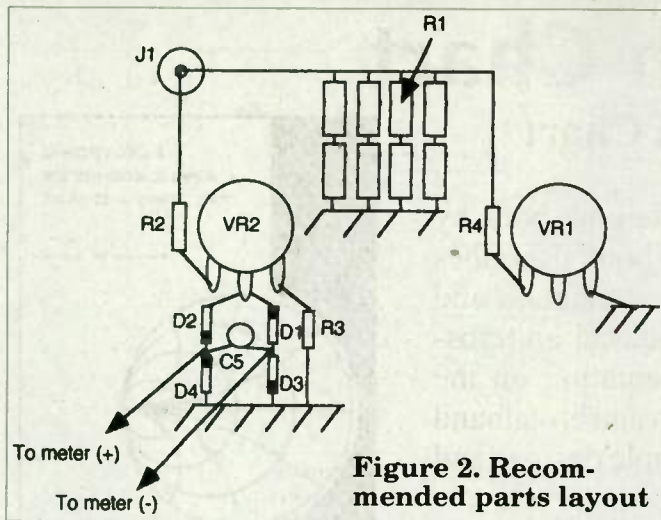 R1
J1
R2
VR2
R4
VR1
D2
D1
R3
C5
D4
D3
To meter (+)
To meter (-)
Figure 2. Recom-
mended parts layout